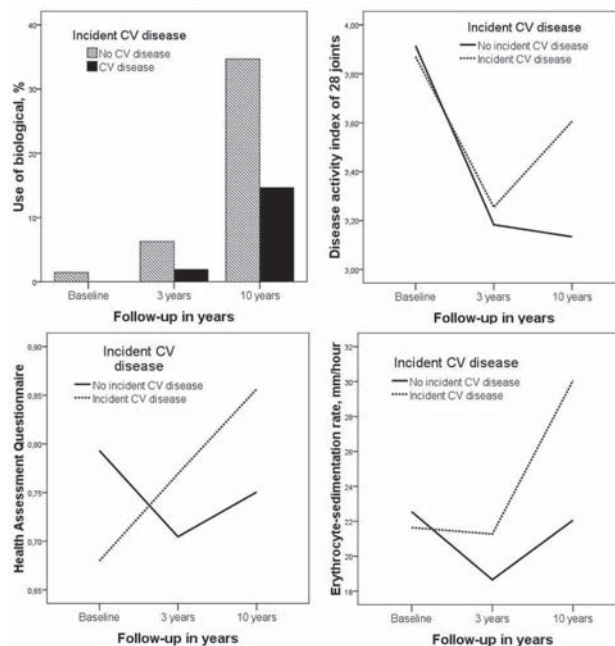 Incident CV disease
No CV disease
CV disease
Use of biological, %
40
30
20
10
0
Baseline
3 years
10 years
Follow-up in years
Incident CV disease
No incident CV disease
Incident CV disease
Disease activity index of 28 joints
4,00
3,80
3,60
3,40
3,20
3,00
Baseline
3 years
10 years
Follow-up in years
Incident CV
disease
No incident CV disease
Incident CV disease
Health Assessment Questionnaire
0,90
0,85
0,80
0,75
0,70
0,65
Baseline
3 years
10 years
Follow-up in years
Incident CV disease
No incident CV disease
Incident CV disease
Erythrocyte-sedimentation rate, mm/hour
32
30
28
26
24
22
20
18
Baseline
3 years
10 years
Follow-up in years